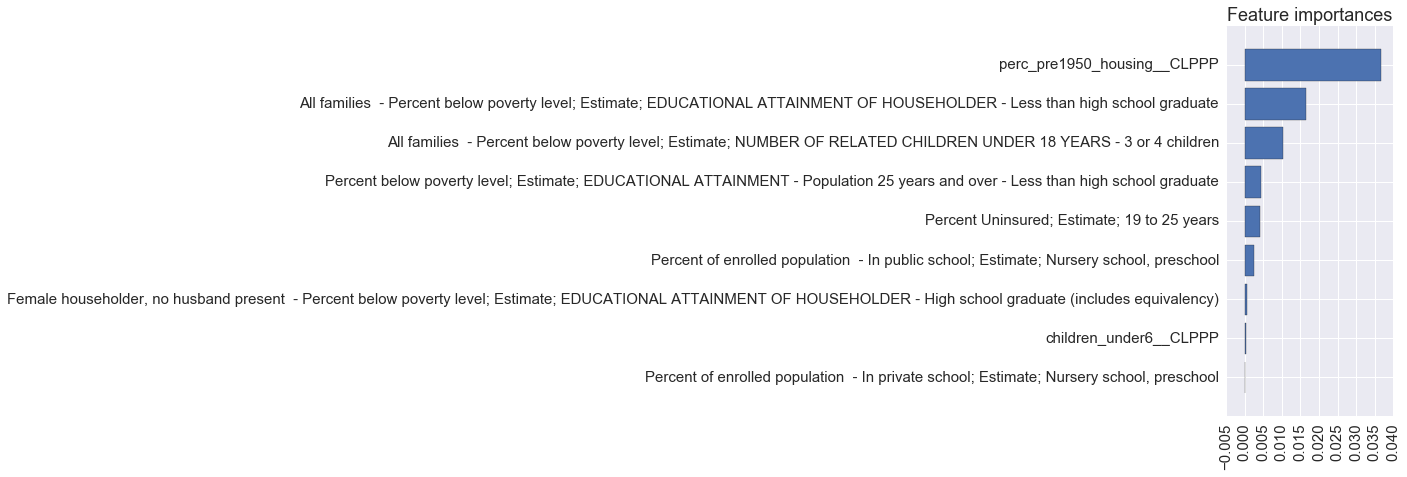 Feature importances
perc_pre1950_housing__CLPPP
All families  - Percent below poverty level; Estimate; EDUCATIONAL ATTAINMENT OF HOUSEHOLDER - Less than high school graduate
All families  - Percent below poverty level; Estimate; NUMBER OF RELATED CHILDREN UNDER 18 YEARS - 3 or 4 children
Percent below poverty level; Estimate; EDUCATIONAL ATTAINMENT - Population 25 years and over - Less than high school graduate
Percent Uninsured; Estimate; 19 to 25 years
Percent of enrolled population  - In public school; Estimate; Nursery school, preschool
Female householder, no husband present  - Percent below poverty level; Estimate; EDUCATIONAL ATTAINMENT OF HOUSEHOLDER - High school graduate (includes equivalency)
children_under6__CLPPP
Percent of enrolled population  - In private school; Estimate; Nursery school, preschool
−0.005
0.000
0.005
0.010
0.015
0.020
0.025
0.030
0.035
0.040